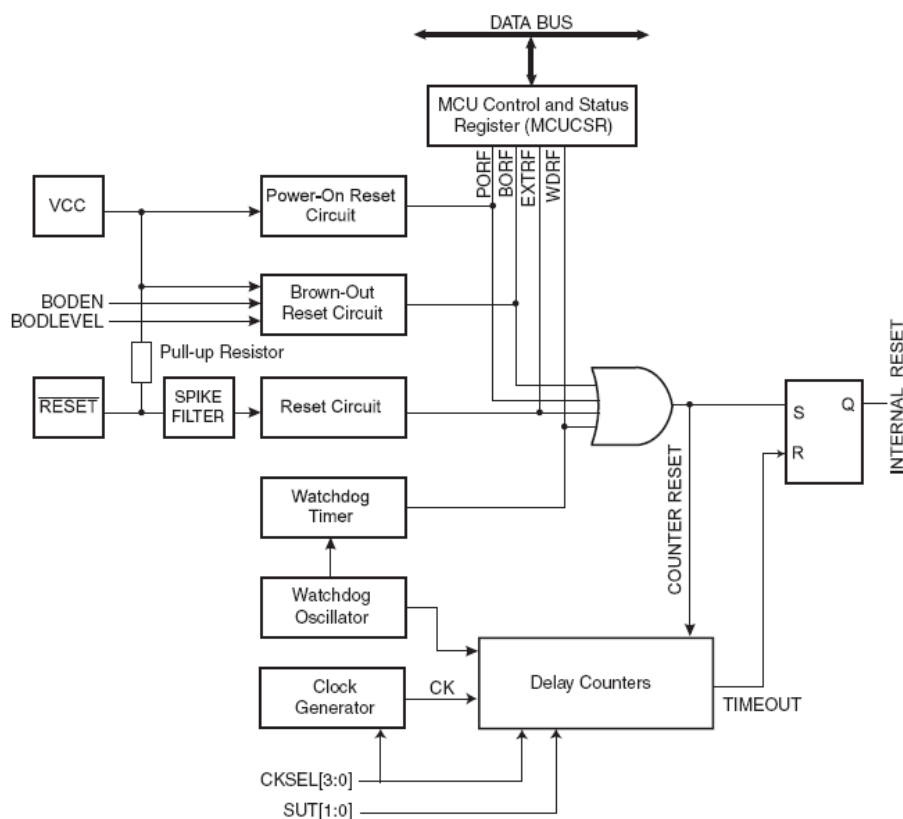 DATA BUS
MCU Control and Status
Register (MCUCSR)
PORF
BORF
EXTRF
WDRF
VCC
Power-On Reset
Circuit
BODEN
BODLEVEL
Brown-Out
Reset Circuit
Pull-up Resistor
RESET
SPIKE
FILTER
Reset Circuit
S
Q
R
INTERNAL RESET
COUNTER RESET
Watchdog
Timer
Watchdog
Oscillator
Clock
Generator
CK
Delay Counters
TIMEOUT
CKSEL[3:0]
SUT[1:0]